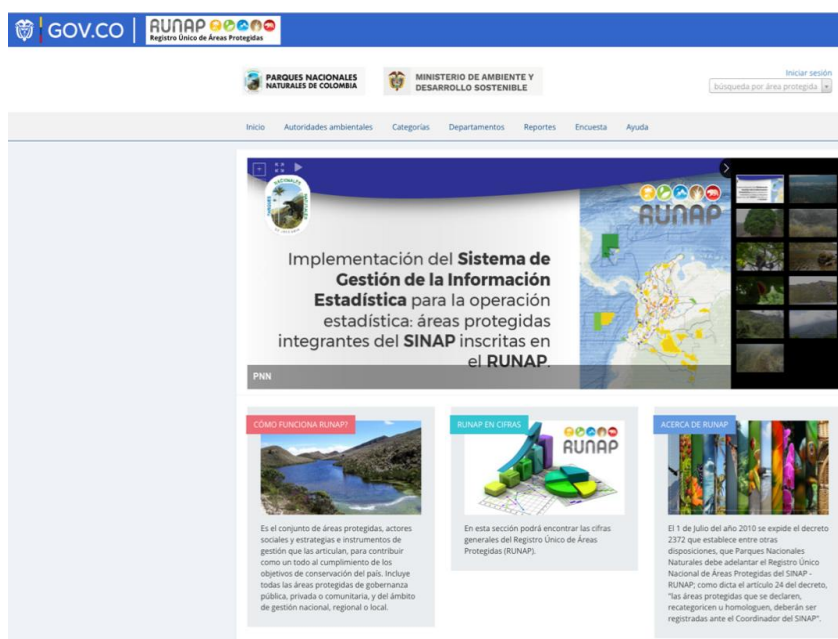 GOV.CO
RUNAP
Registro Único de Áreas Protegidas
PARQUES NACIONALES
NATURALES DE COLOMBIA
MINISTERIO DE AMBIENTE Y
DESARROLLO SOSTENIBLE
Iniciar sesión
búsqueda por área protegida
Inicio Autoridades ambientales Categorías Departamentos Reportes Encuesta Ayuda
RUNAP
Implementación del Sistema de
Gestión de la Información
Estadística para la operación
estadística: áreas protegidas
integrantes del SINAP inscritas en
el RUNAP.
PNN
CÓMO FUNCIONA RUNAP?
Es el conjunto de áreas protegidas, actores
sociales y estrategias e instrumentos de
gestión que las articulan, para contribuir
como un todo al cumplimiento de los
objetivos de conservación del país. Incluye
todas las áreas protegidas de gobernanza
pública, privada o comunitaria, y del ámbito
de gestión nacional, regional o local.
RUNAP EN CIFRAS
RUNAP
En esta sección podrá encontrar las cifras
generales del Registro Único de Áreas
Protegidas (RUNAP).
ACERCA DE RUNAP
El 1 de Julio del año 2010 se expide el decreto
2372 que establece entre otras
disposiciones, que Parques Nacionales
Naturales debe adelantar el Registro Único
Nacional de Áreas Protegidas del SINAP -
RUNAP; como dicta el artículo 24 del decreto,
"las áreas protegidas que se declaren,
recategoricen u homologuen, deberán ser
registradas ante el Coordinador del SINAP".